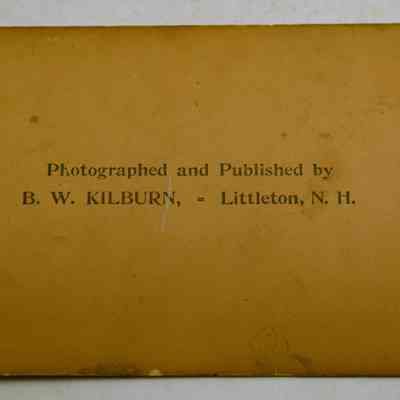 Photographed and Published by
B. W. KILBURN, - Littleton, N. H.